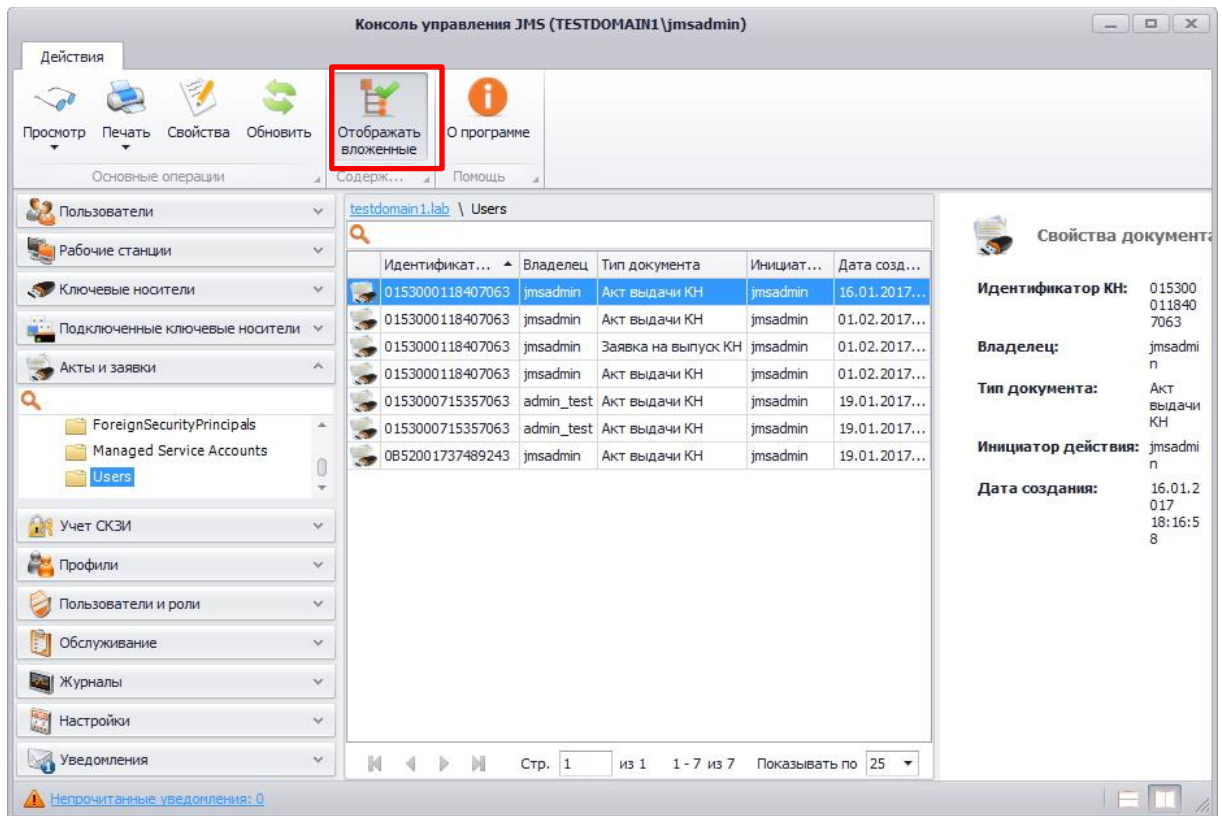 Консоль управления JMS (TESTDOMAIN1\jmsadmin)
Действия
Просмотр Печать Свойства Обновить Отображать вложенные О программе
Основные операции Содерж... Помощь
Пользователи
Рабочие станции
Ключевые носители
Подключенные ключевые носители
Акты и заявки
ForeignSecurityPrincipals
Managed Service Accounts
Users
Учет СКЗИ
Профили
Пользователи и роли
Обслуживание
Журналы
Настройки
Уведомления
testdomain1.lab \ Users
Идентификат... Владелец Тип документа Инициат... Дата созд...
0153000118407063 jmsadmin Акт выдачи КН jmsadmin 16.01.2017...
0153000118407063 jmsadmin Акт выдачи КН jmsadmin 01.02.2017...
0153000118407063 jmsadmin Заявка на выпуск КН jmsadmin 01.02.2017...
0153000118407063 jmsadmin Акт выдачи КН jmsadmin 01.02.2017...
0153000715357063 admin_test Акт выдачи КН jmsadmin 19.01.2017...
0153000715357063 admin_test Акт выдачи КН jmsadmin 19.01.2017...
0B52001737489243 jmsadmin Акт выдачи КН jmsadmin 19.01.2017...
Стр. 1 из 1 1 - 7 из 7 Показывать по 25
Свойства документа
Идентификатор КН: 015300
011840
7063
Владелец: jmsadmi
n
Тип документа: Акт
выдачи
КН
Инициатор действия: jmsadmi
n
Дата создания: 16.01.2
017
18:16:5
8
Непрочитанные уведомления: 0